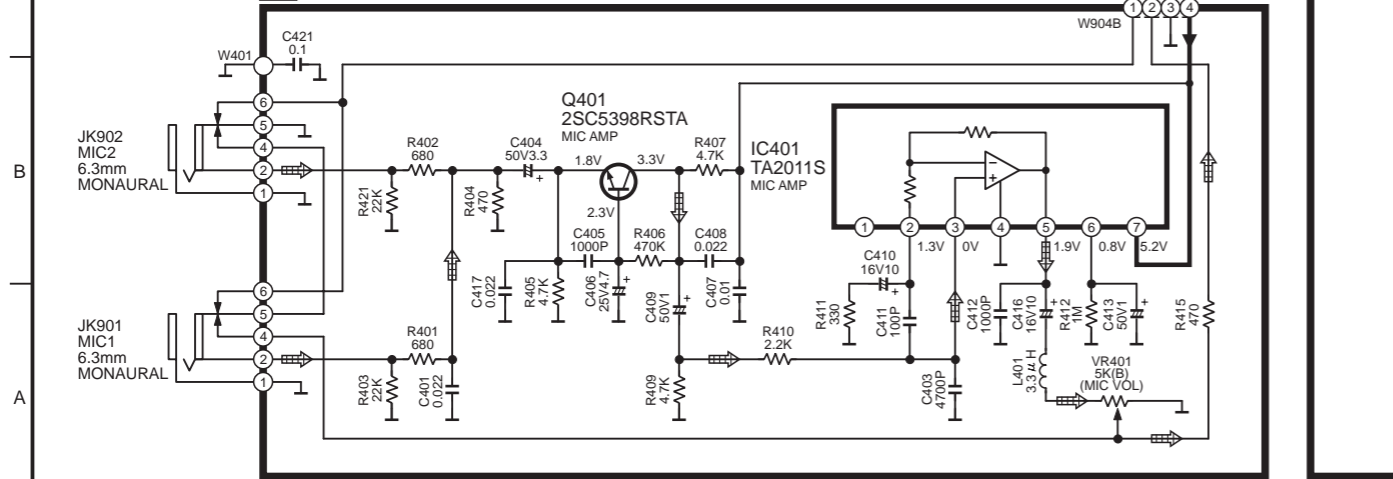 1 2 3 4
W904B
W401
C421
0.1
6
5
4
2
1
JK902
MIC2
6.3mm
MONAURAL
B
R402
680
R421
22K
R404
470
C404
50V3.3
+
Q401
2SC5398RSTA
MIC AMP
1.8V
3.3V
2.3V
R407
4.7K
IC401
TA2011S
MIC AMP
−
+
1 2 3 4 5 6 7
1.3V
0V
1.9V
0.8V
5.2V
C405
1000P
R406
470K
C408
0.022
C417
0.022
R405
4.7K
C406
25V4.7
+
C409
50V1
+
C407
0.01
C410
16V10
+
R411
330
C411
100P
C412
1000P
C416
16V10
+
R412
1M
C413
50V1
+
R415
470
6
5
4
2
1
JK901
MIC1
6.3mm
MONAURAL
A
R401
680
R403
22K
C401
0.022
R409
4.7K
R410
2.2K
C403
4700P
L401
3.3 μ H
VR401
5K(B)
(MIC VOL)